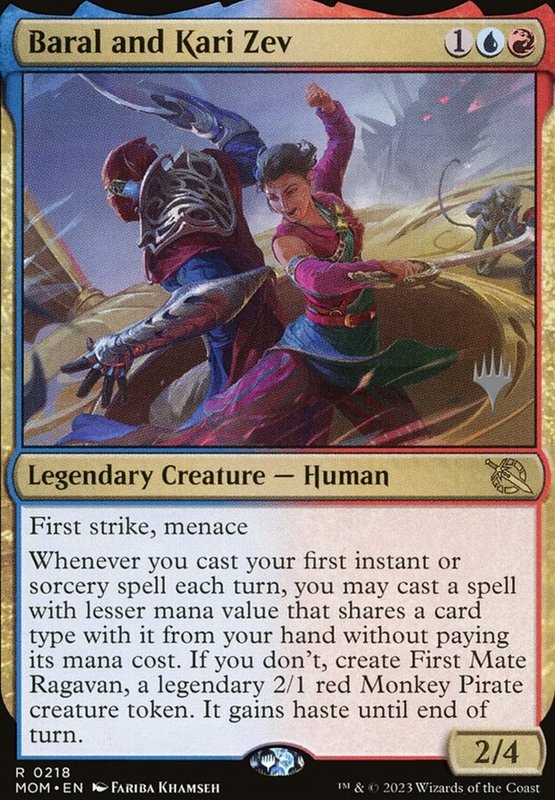 Baral and Kari Zev 1
Legendary Creature — Human
First strike, menace
Whenever you cast your first instant or
sorcery spell each turn, you may cast a spell
with lesser mana value that shares a card
type with it from your hand without paying
its mana cost. If you don't, create First Mate
Ragavan, a legendary 2/1 red Monkey Pirate
creature token. It gains haste until end of
turn.
2/4
R 0218
MOM • EN Fariba Khamseh
™ & © 2023 Wizards of the Coast